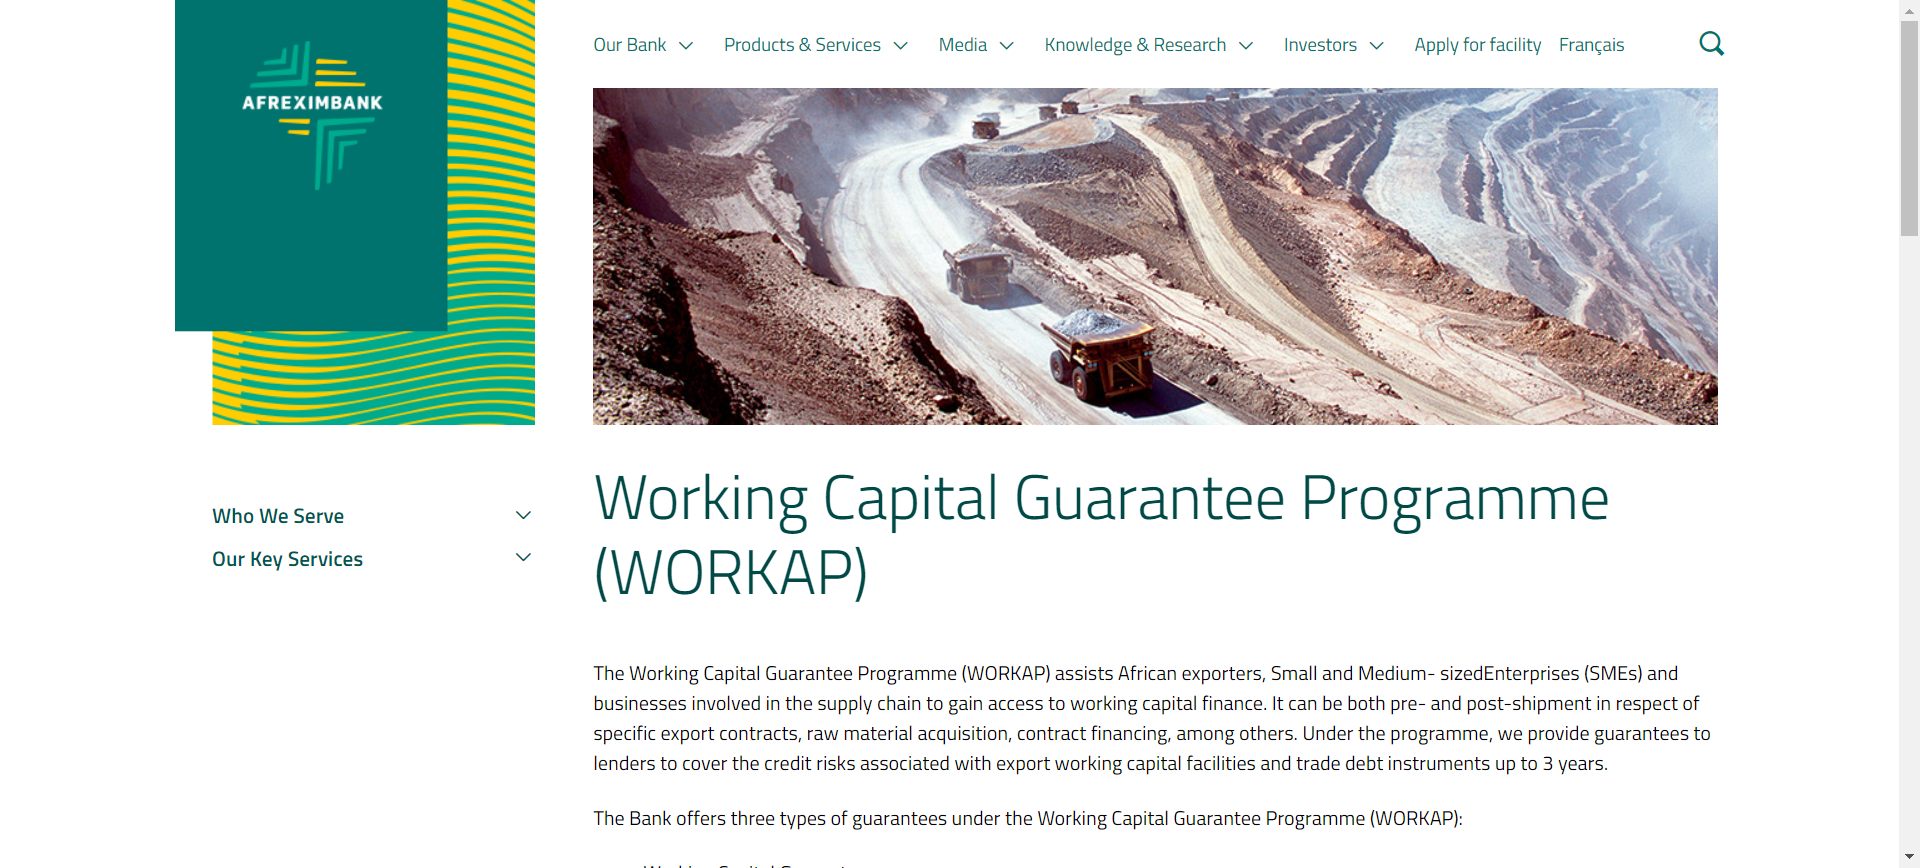 AFREXIMBANK
Our Bank
Products & Services
Media
Knowledge & Research
Investors
Apply for facility
Français
Who We Serve
Our Key Services
Working Capital Guarantee Programme
(WORKAP)
The Working Capital Guarantee Programme (WORKAP) assists African exporters, Small and Medium- sizedEnterprises (SMEs) and
businesses involved in the supply chain to gain access to working capital finance. It can be both pre- and post-shipment in respect of
specific export contracts, raw material acquisition, contract financing, among others. Under the programme, we provide guarantees to
lenders to cover the credit risks associated with export working capital facilities and trade debt instruments up to 3 years.
The Bank offers three types of guarantees under the Working Capital Guarantee Programme (WORKAP):